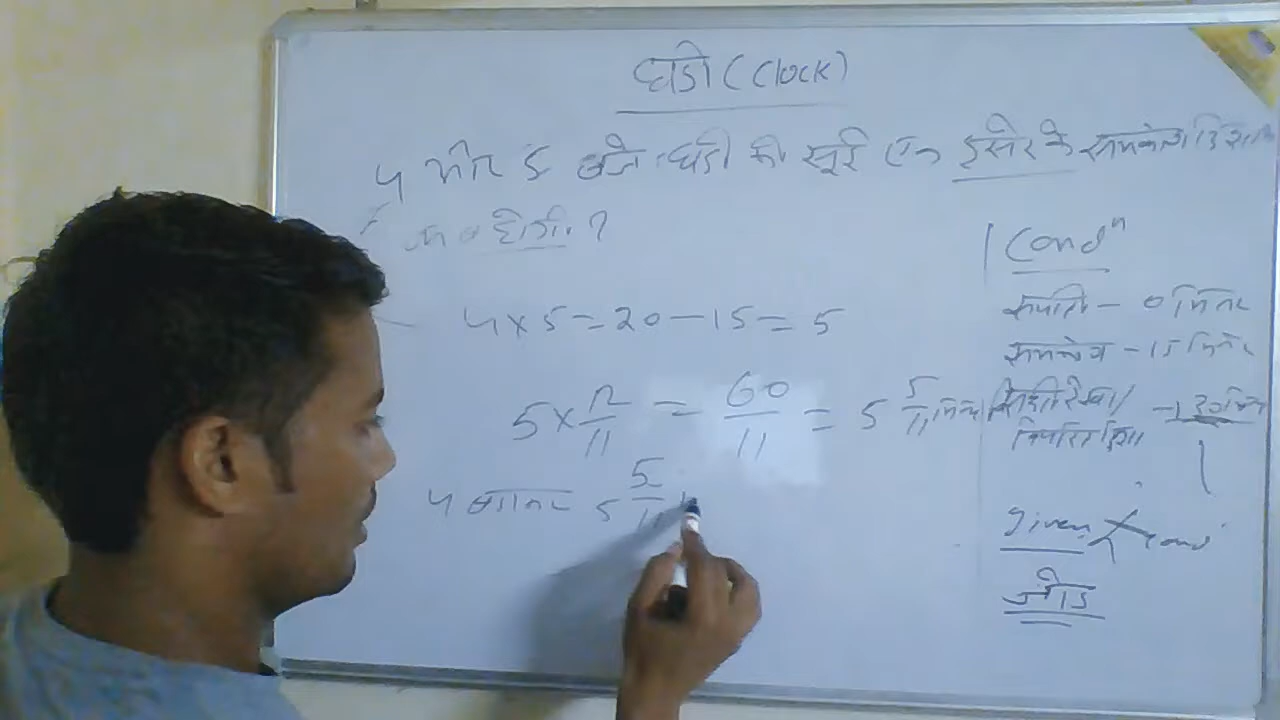 घडी (Clock)
4 और 5 बजे घडी की सूई एक दूसरे के समकोण दिशा
कब होगी ?
4 × 5 = 20 - 15 = 5
5 × 12/11 = 60/11 = 5 5/11 मिनट
4 बजकर 5 5/11
Condⁿ
संपाती - 0 मिनट
समकोण - 15 मिनट
सीधी रेखा/ - 30 मिनट
विपरित दिशा
given < cond
जोड